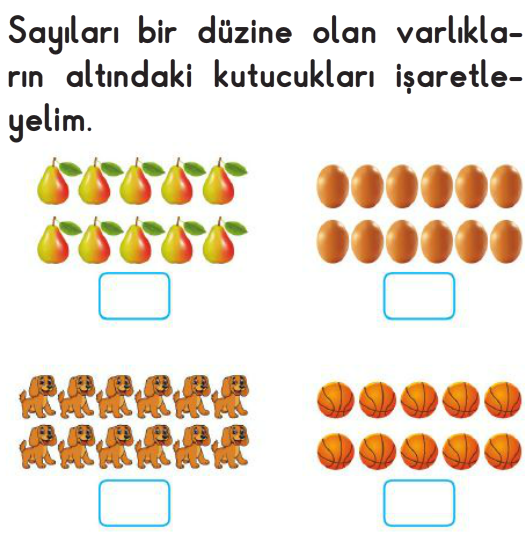 Sayıları bir düzine olan varlıkla-
rın altındaki kutucukları işaretle-
yelim.